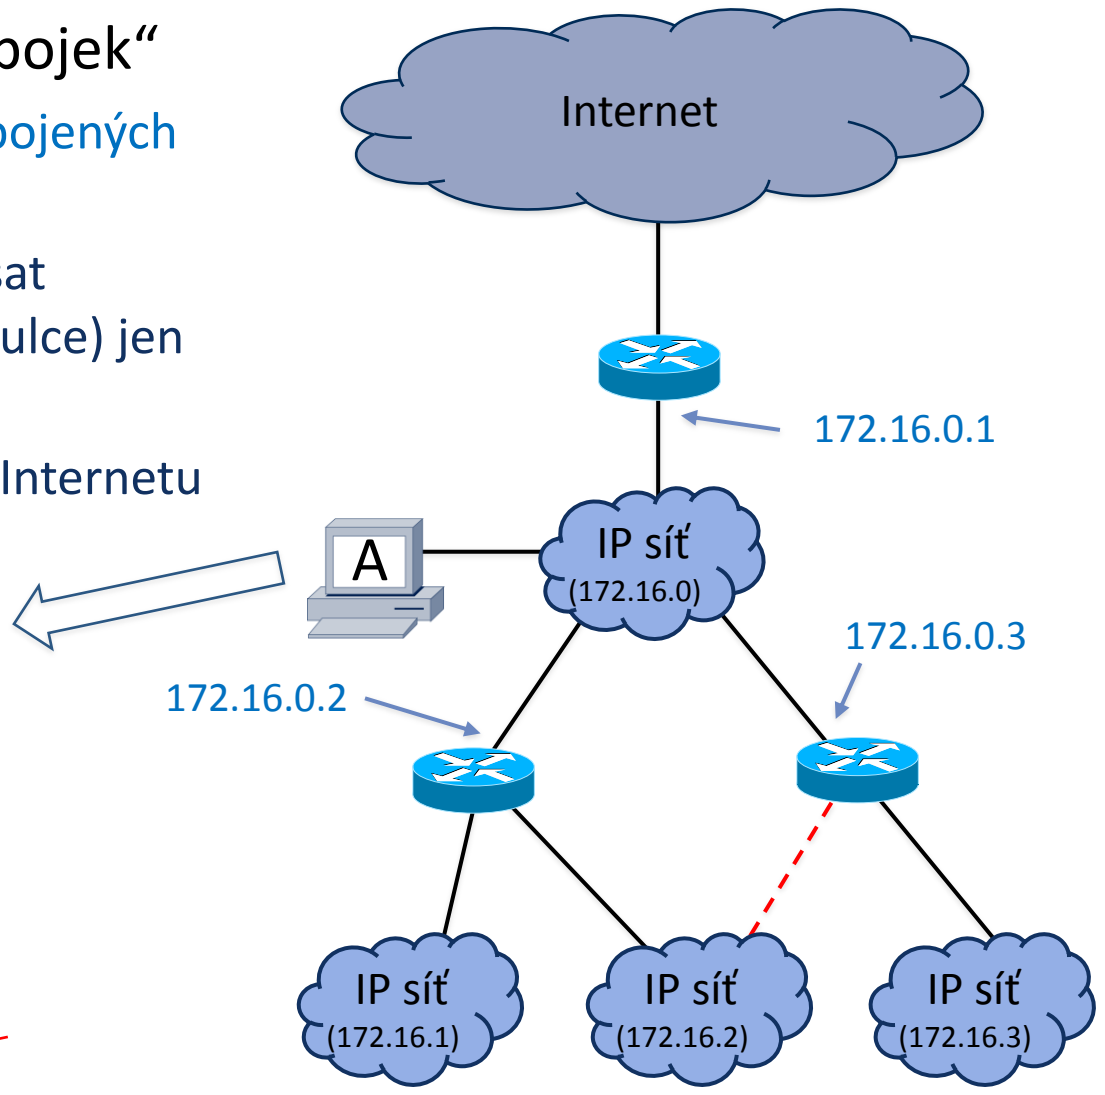 pojek“
pojených
sat
ulce) jen
Internetu
Internet
172.16.0.1
A
IP síť
(172.16.0)
172.16.0.3
172.16.0.2
IP síť
(172.16.1)
IP síť
(172.16.2)
IP síť
(172.16.3)